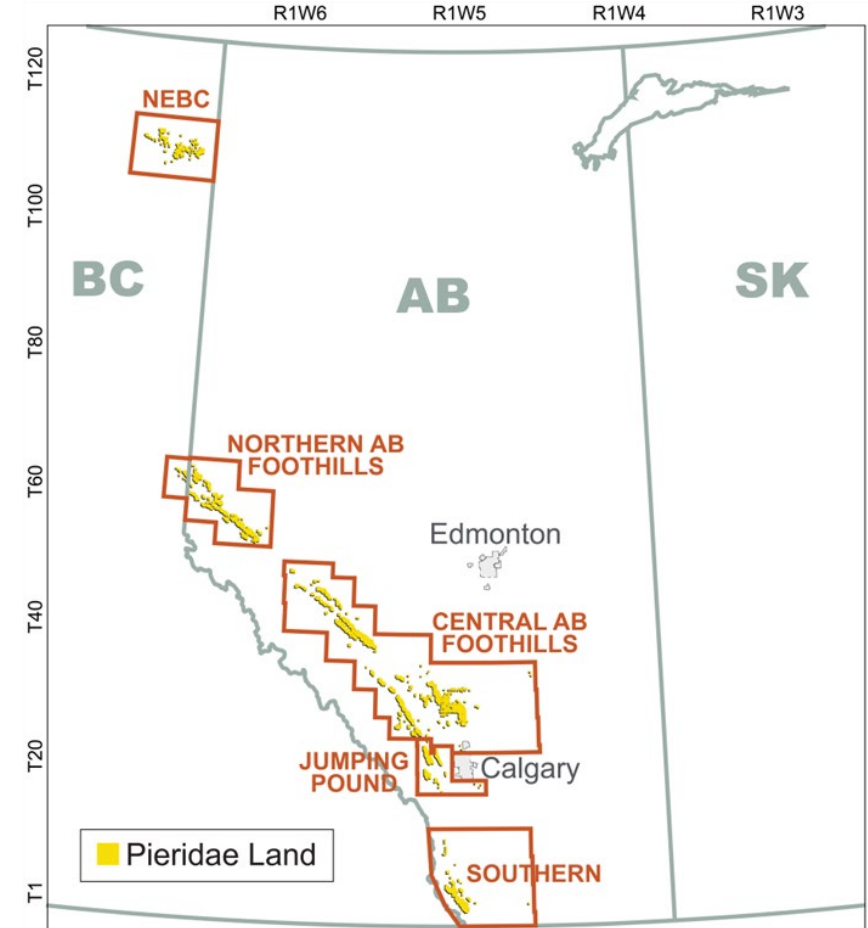 R1W6 R1W5 R1W4 R1W3
T120
NEBC
T100
BC
AB
SK
T80
NORTHERN AB
FOOTHILLS
T60
Edmonton
T40
CENTRAL AB
FOOTHILLS
T20
JUMPING
POUND
Calgary
Pieridae Land
SOUTHERN
T1